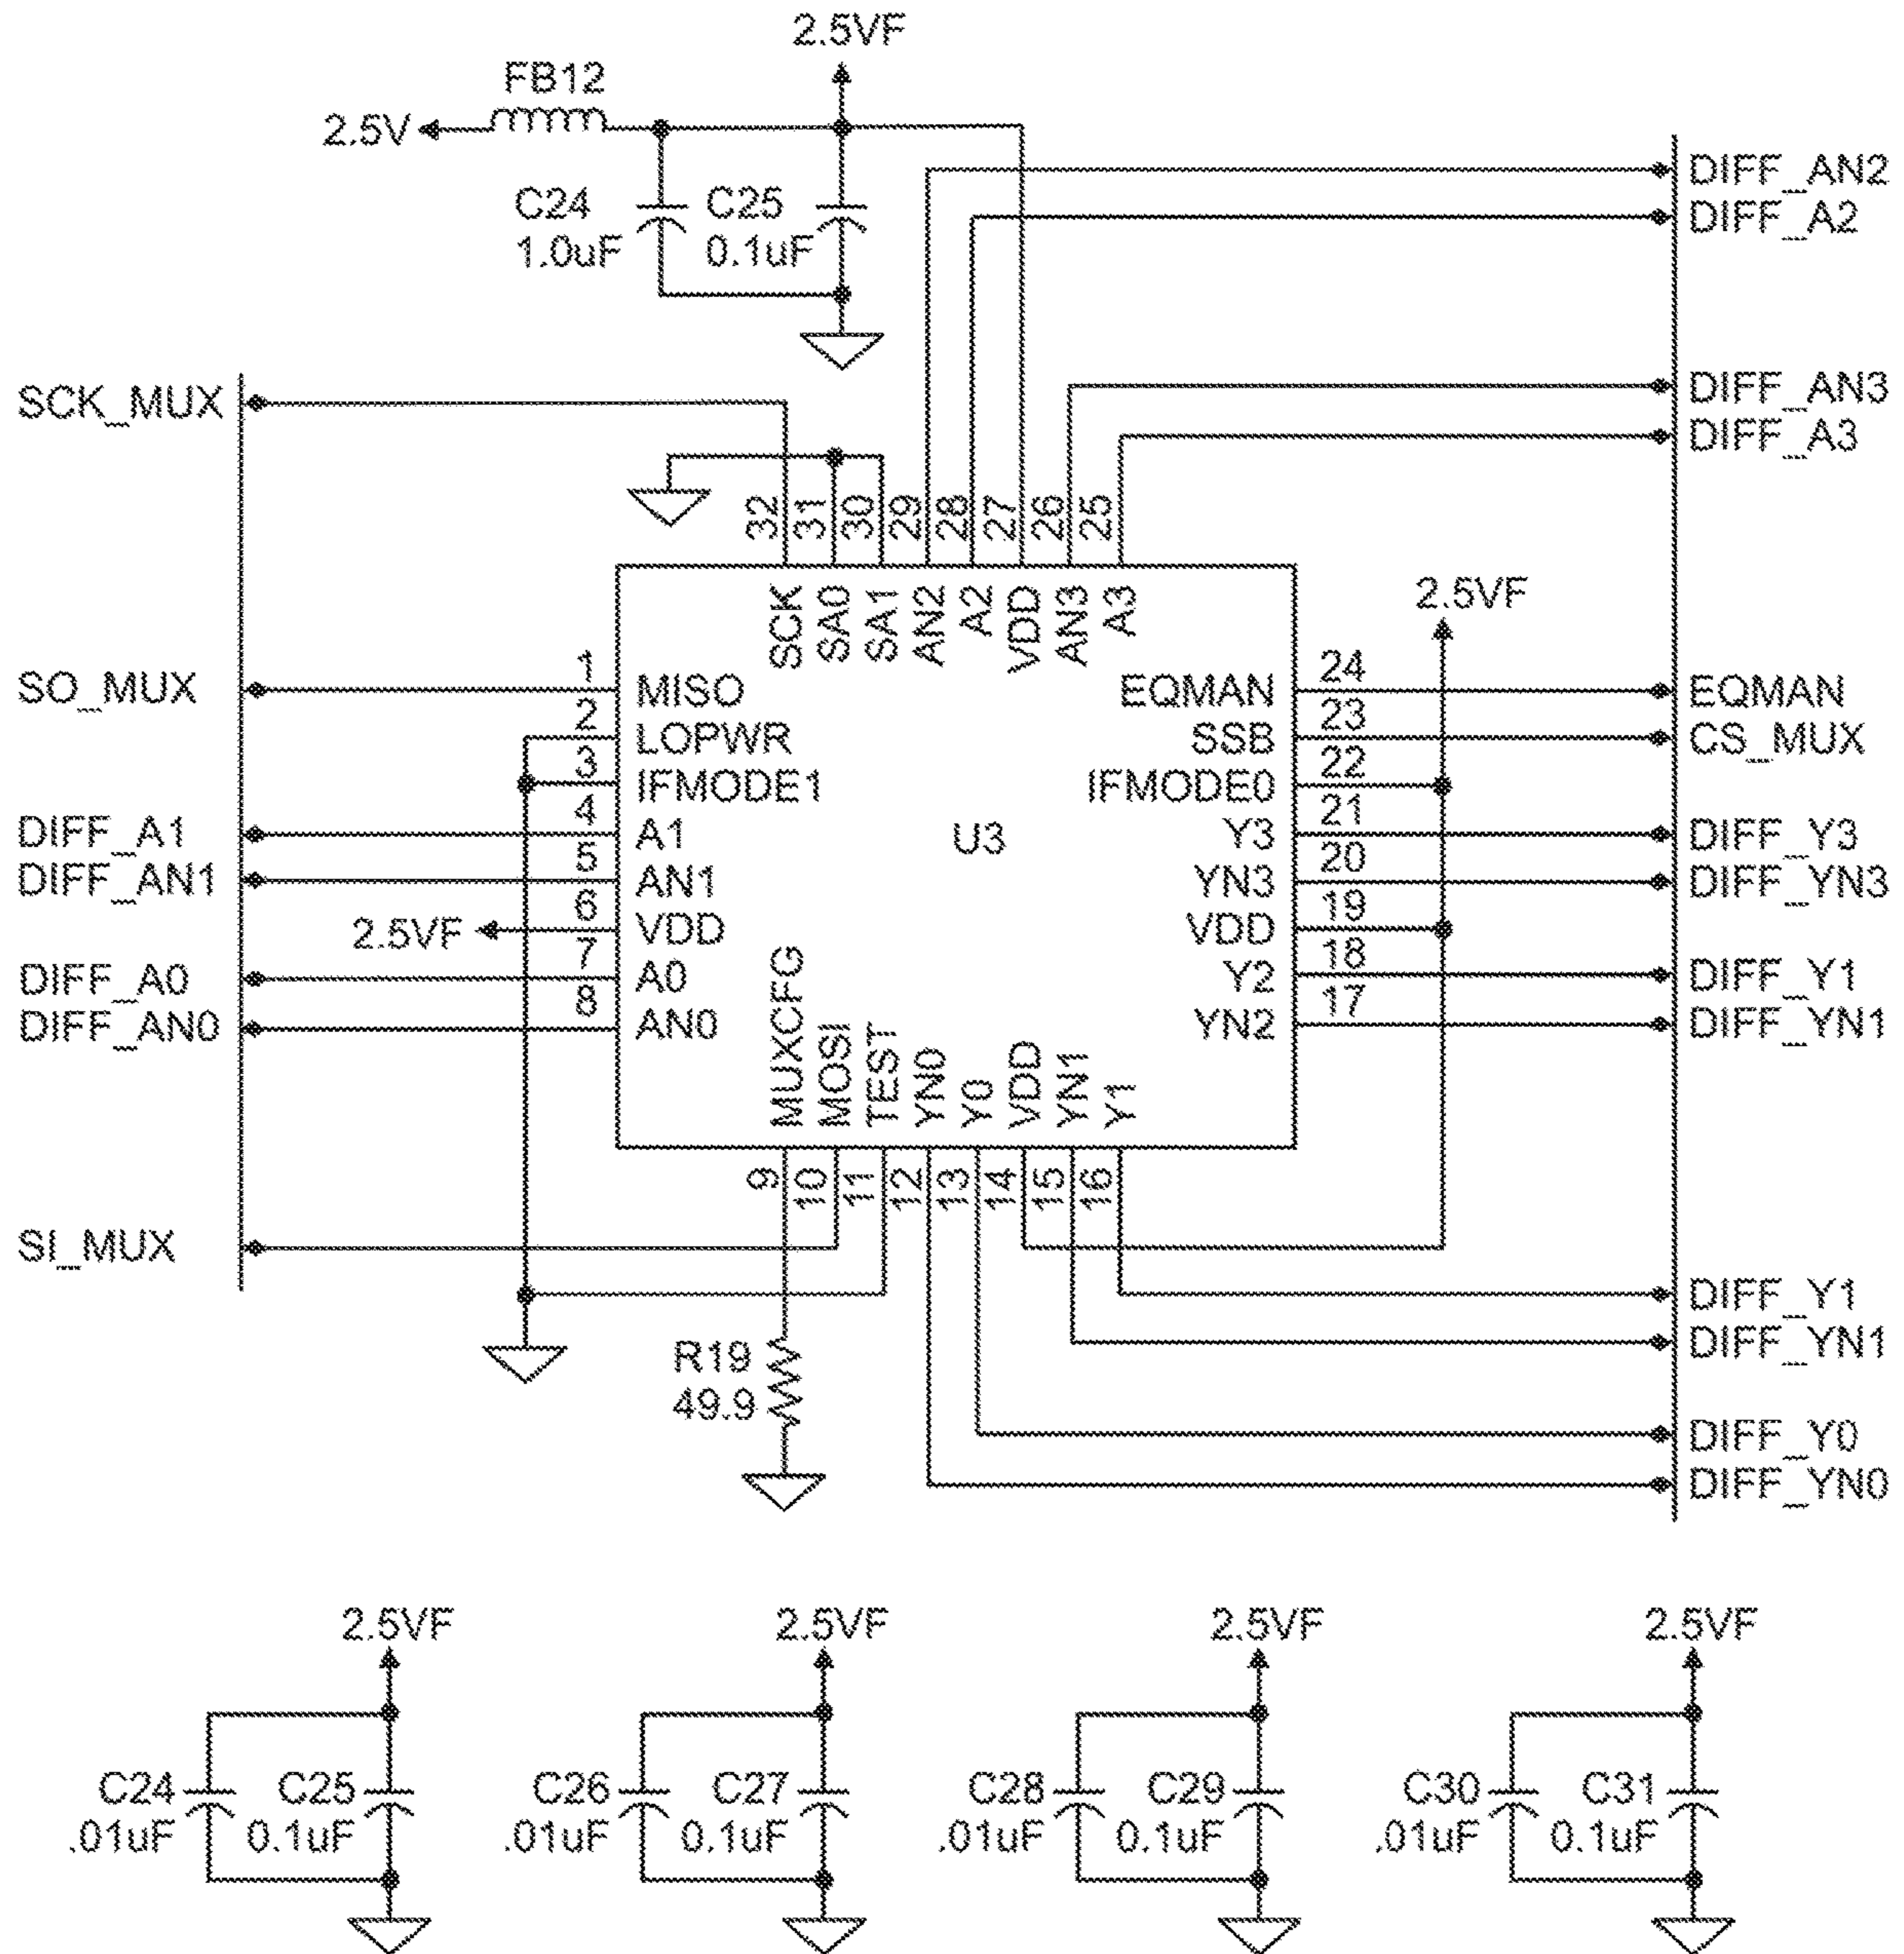 2.5VF
FB12
2.5V
C24
1.0uF
C25
0.1uF
DIFF_AN2
DIFF_A2
SCK_MUX
DIFF_AN3
DIFF_A3
32
31
30
29
28
27
26
25
SCK
SA0
SA1
AN2
A2
VDD
AN3
A3
2.5VF
SO_MUX
1
MISO
2
LOPWR
3
IFMODE1
DIFF_A1
4
A1
DIFF_AN1
5
AN1
2.5VF
6
VDD
DIFF_A0
7
A0
DIFF_AN0
8
AN0
U3
EQMAN
24
EQMAN
SSB
23
CS_MUX
IFMODE0
22
Y3
21
DIFF_Y3
YN3
20
DIFF_YN3
VDD
19
Y2
18
DIFF_Y1
YN2
17
DIFF_YN1
MUXCFG
MOSI
TEST
YN0
Y0
VDD
YN1
Y1
9
10
11
12
13
14
15
16
SI_MUX
DIFF_Y1
DIFF_YN1
R19
49.9
DIFF_Y0
DIFF_YN0
2.5VF
C24
.01uF
C25
0.1uF
2.5VF
C26
.01uF
C27
0.1uF
2.5VF
C28
.01uF
C29
0.1uF
2.5VF
C30
.01uF
C31
0.1uF